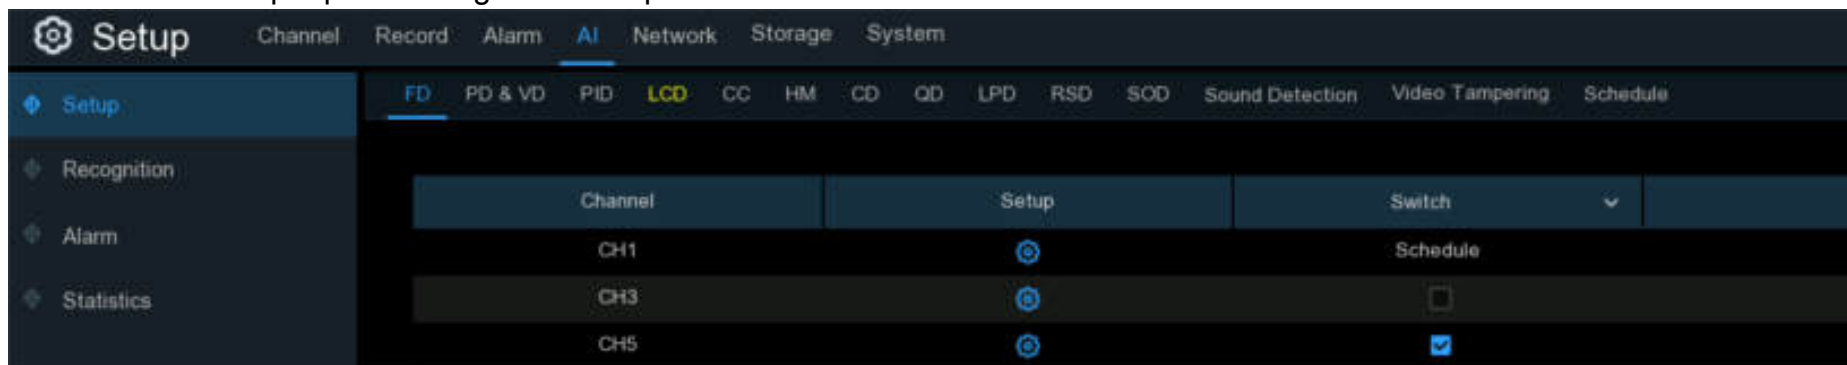 Setup Channel Record Alarm AI Network Storage System
Setup FD PD & VD PID LCD CC HM CD QD LPD RSD SOD Sound Detection Video Tampering Schedule
Recognition
Channel Setup Switch
Alarm
CH1 Schedule
Statistics
CH3
CH5